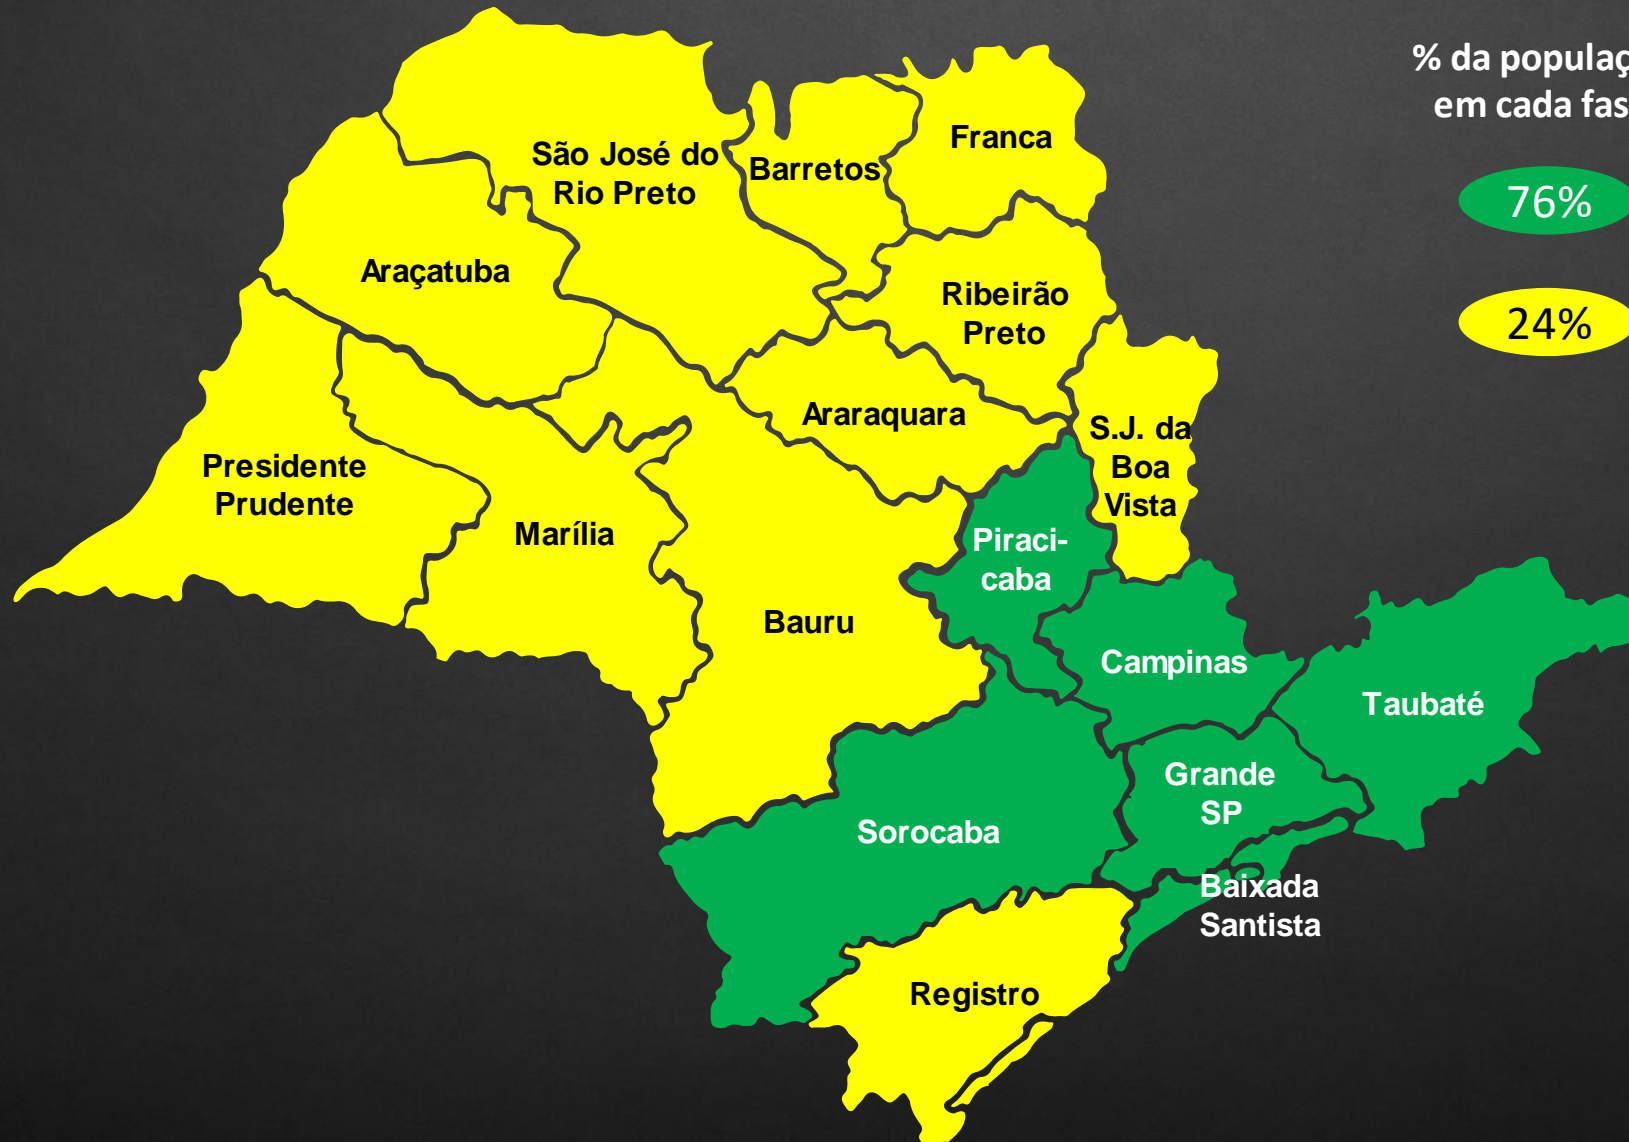 % da populaç
em cada fas
76%
24%
São José do
Rio Preto
Barretos
Franca
Araçatuba
Ribeirão
Preto
Araraquara
S.J. da
Boa
Vista
Presidente
Prudente
Marília
Piraci-
caba
Bauru
Campinas
Taubaté
Grande
SP
Sorocaba
Baixada
Santista
Registro